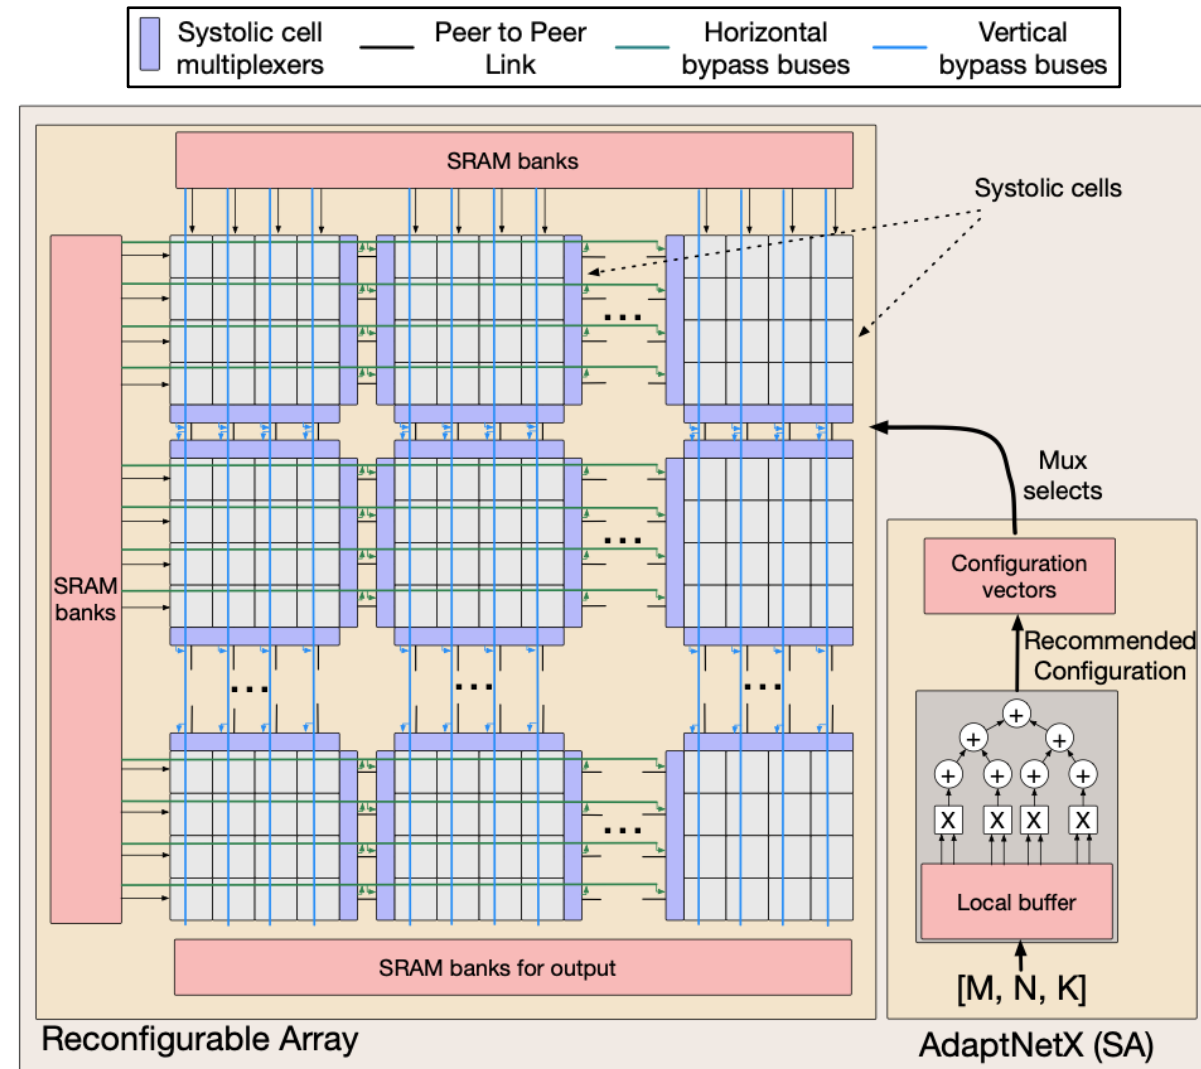 Systolic cell
multiplexers
Peer to Peer
Link
Horizontal
bypass buses
Vertical
bypass buses
SRAM banks
Systolic cells
...
Mux
selects
...
SRAM
banks
Configuration
vectors
Recommended
Configuration
... ... ...
+
+ +
+ + + +
X X X X
...
Local buffer
SRAM banks for output
[M, N, K]
Reconfigurable Array
AdaptNetX (SA)